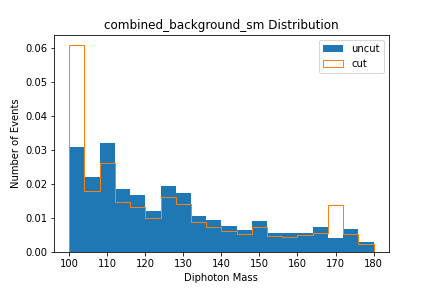 combined_background_sm Distribution
uncut
cut
Number of Events
0.06
0.05
0.04
0.03
0.02
0.01
0.00
100 110 120 130 140 150 160 170 180
Diphoton Mass